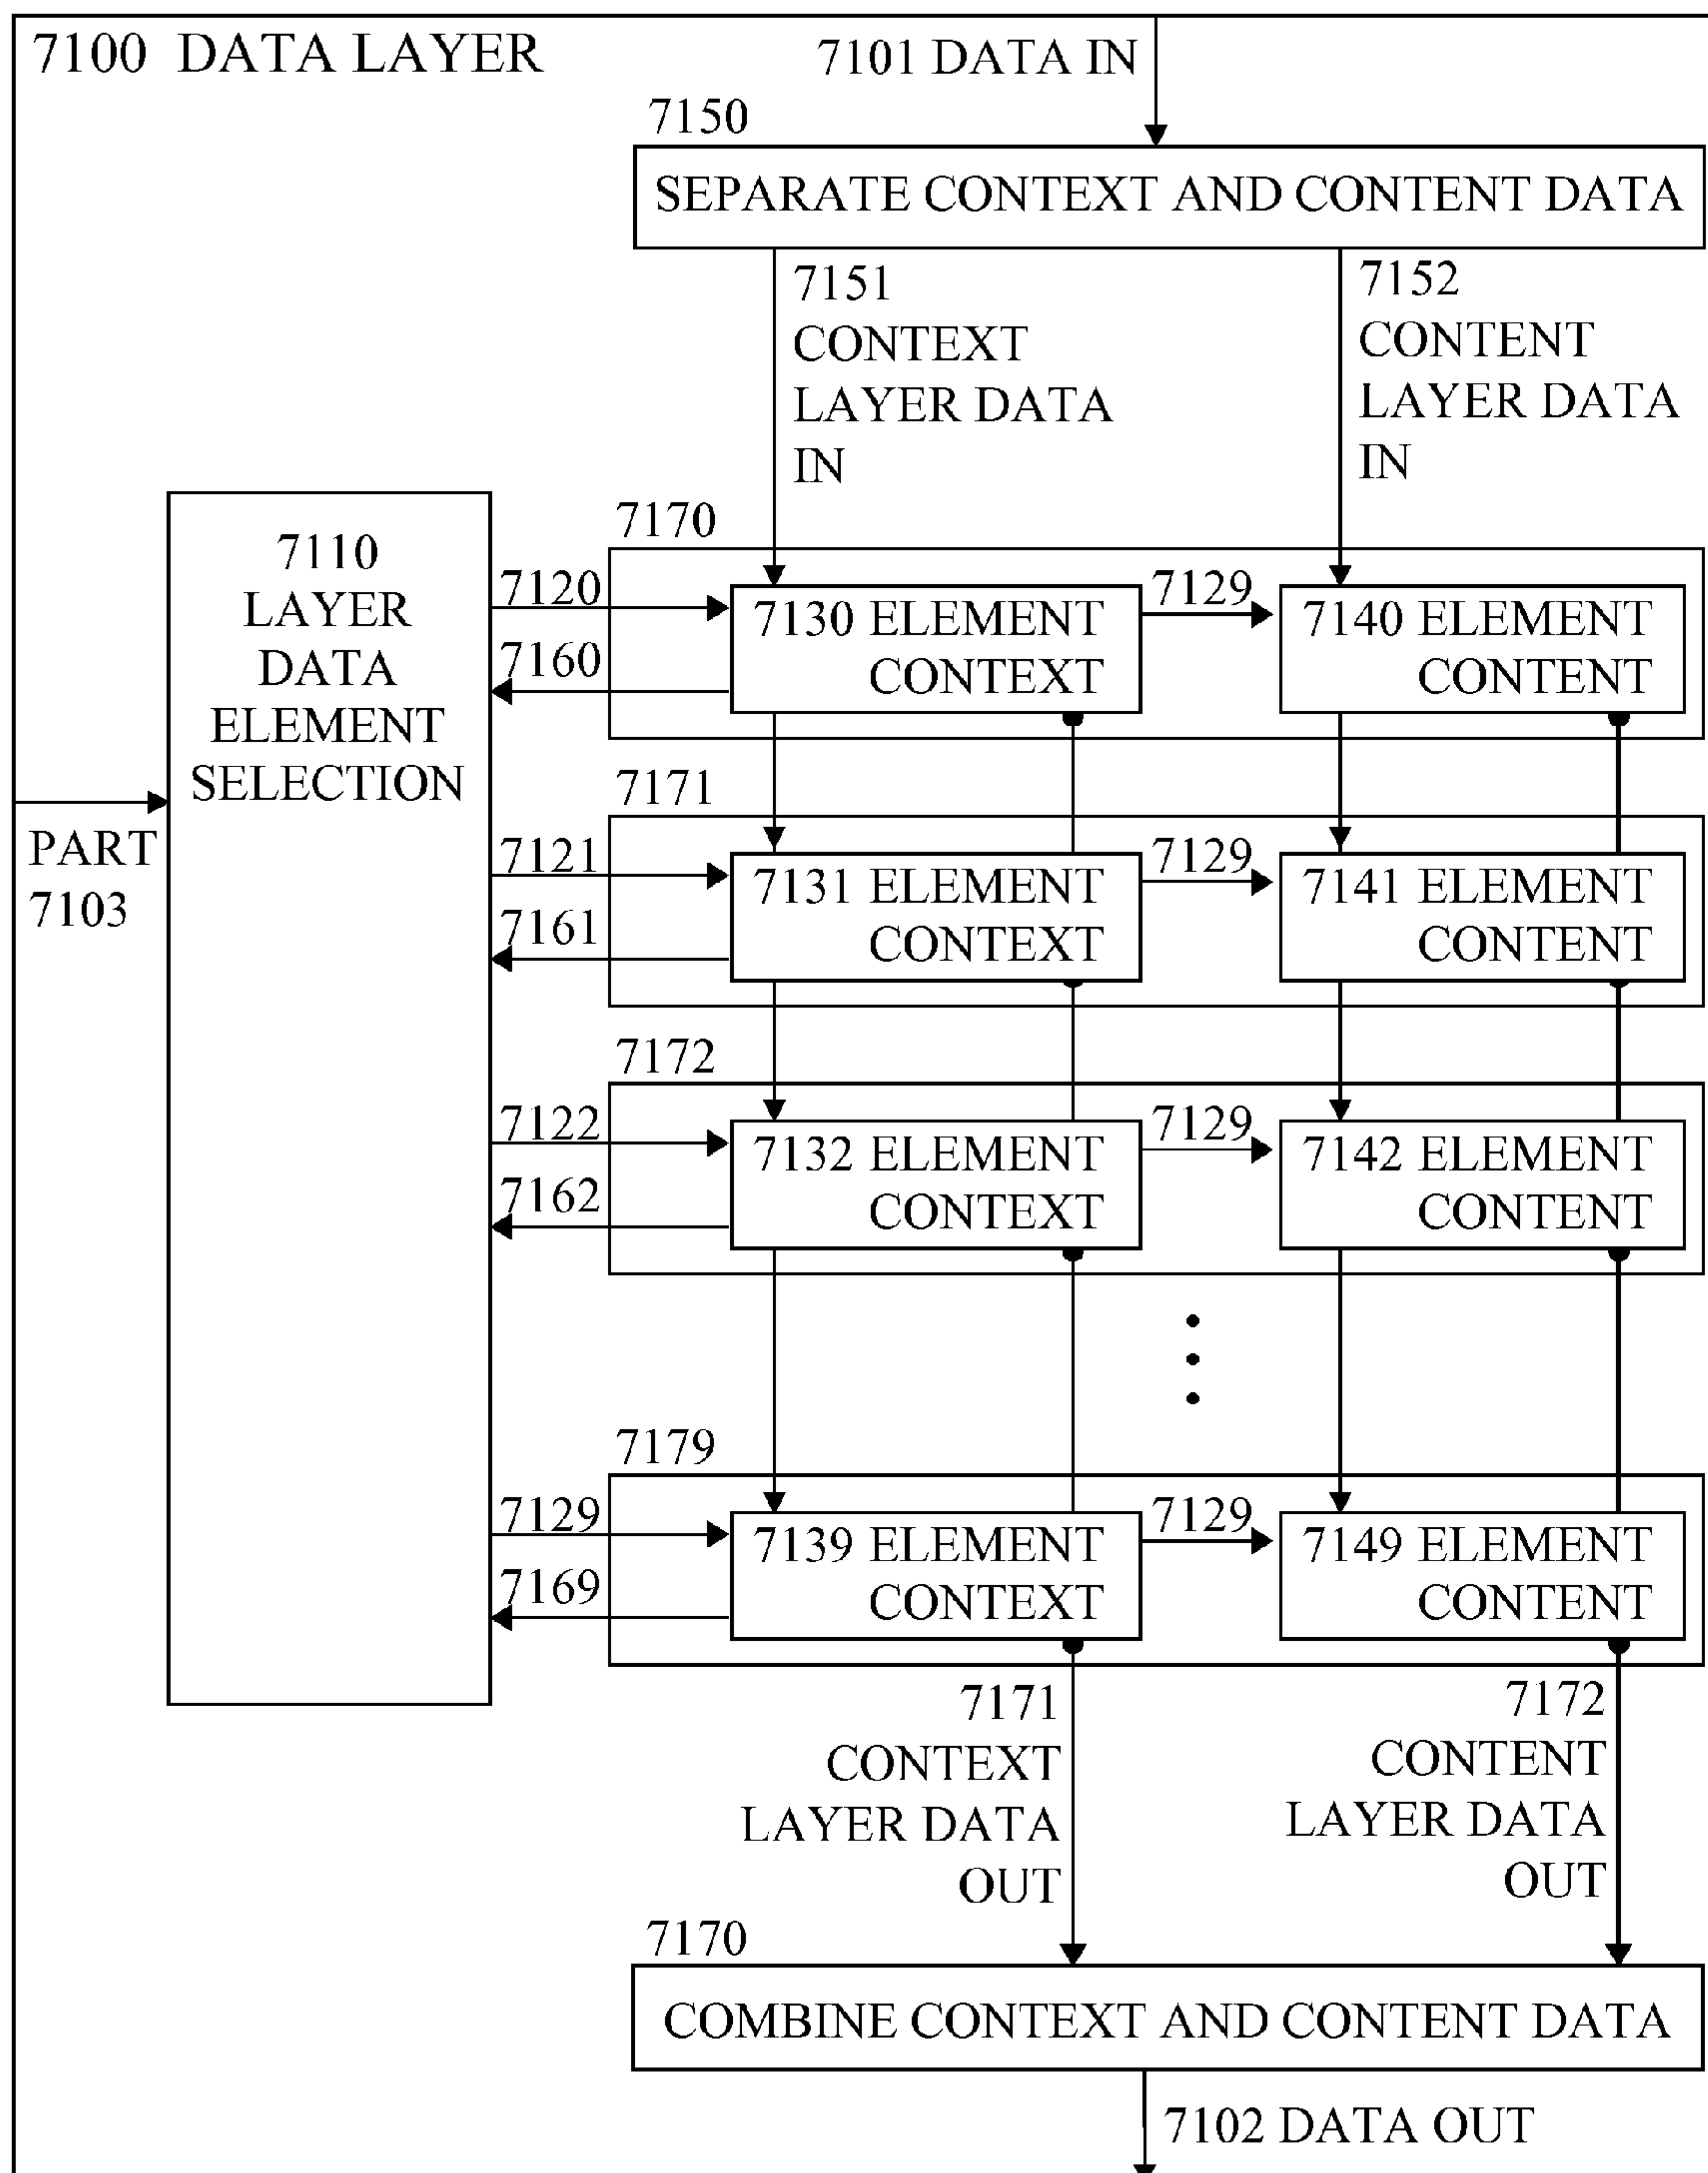 7100 DATA LAYER
7101 DATA IN
7150
SEPARATE CONTEXT AND CONTENT DATA
7151
CONTEXT
LAYER DATA
IN
7152
CONTENT
LAYER DATA
IN
7110
LAYER
DATA
ELEMENT
SELECTION
PART
7103
7170
7120
7160
7130 ELEMENT
CONTEXT
7129
7140 ELEMENT
CONTENT
7171
7121
7161
7131 ELEMENT
CONTEXT
7129
7141 ELEMENT
CONTENT
7172
7122
7162
7132 ELEMENT
CONTEXT
7129
7142 ELEMENT
CONTENT
7179
7129
7169
7139 ELEMENT
CONTEXT
7129
7149 ELEMENT
CONTENT
7171
CONTEXT
LAYER DATA
OUT
7172
CONTENT
LAYER DATA
OUT
7170
COMBINE CONTEXT AND CONTENT DATA
7102 DATA OUT